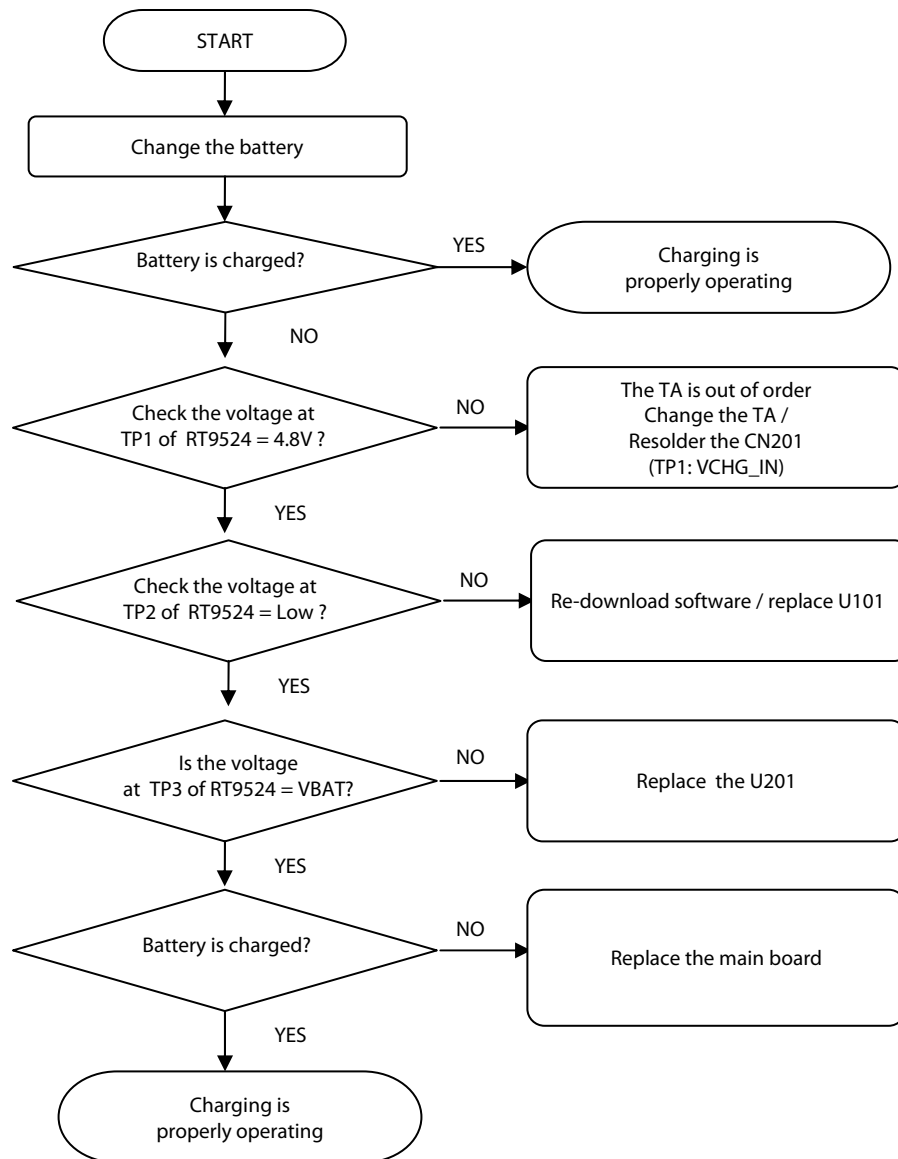 START
Change the battery
Battery is charged?
YES
Charging is
properly operating
NO
Check the voltage at
TP1 of RT9524 = 4.8V ?
NO
The TA is out of order
Change the TA /
Resolder the CN201
(TP1: VCHG_IN)
YES
Check the voltage at
TP2 of RT9524 = Low ?
NO
Re-download software / replace U101
YES
Is the voltage
at TP3 of RT9524 = VBAT?
NO
Replace the U201
YES
Battery is charged?
NO
Replace the main board
YES
Charging is
properly operating